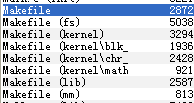 Makefile 2872
Makefile (fs) 5038
Makefile (kernel) 3294
Makefile (kernel\blk_ 1936
Makefile (kernel\chr_ 2428
Makefile (kernel\math 921
Makefile (lib) 2587
Makefile (mm) 813